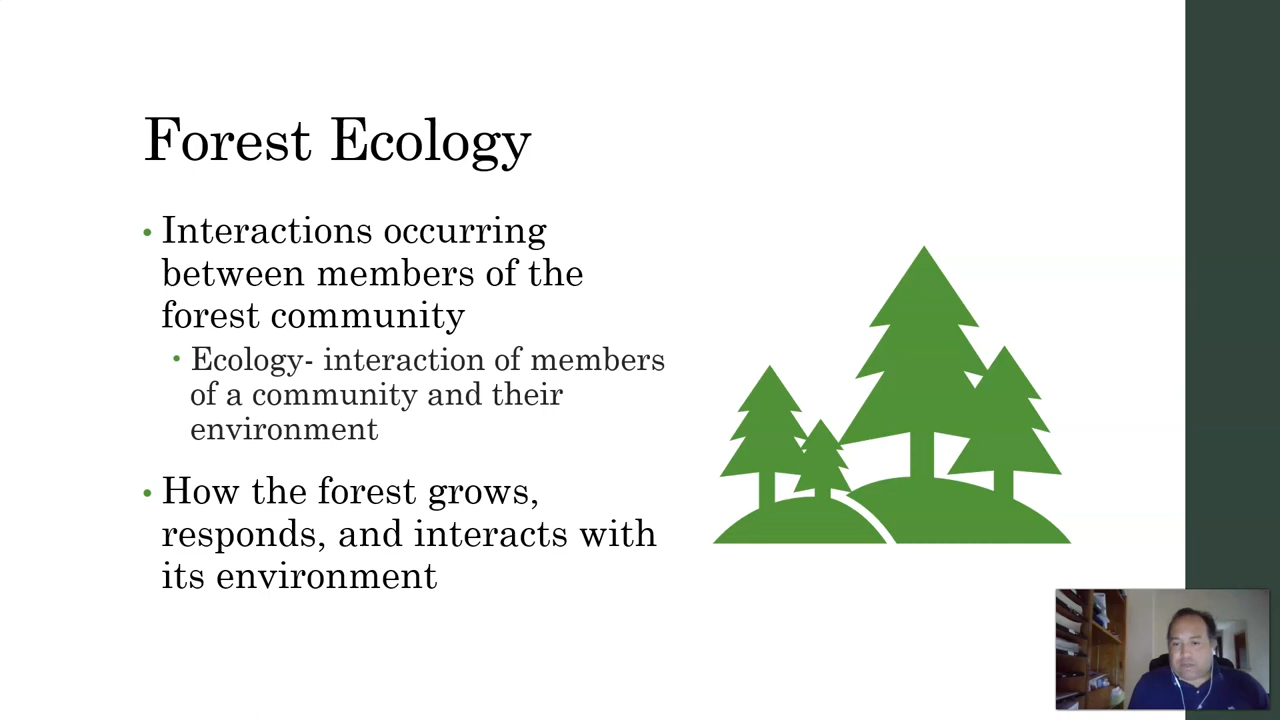 Forest Ecology
• Interactions occurring
between members of the
forest community
• Ecology- interaction of members
of a community and their
environment
• How the forest grows,
responds, and interacts with
its environment